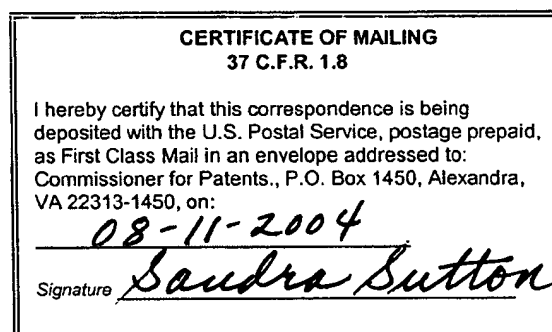 CERTIFICATE OF MAILING
37 C.F.R. 1.8
I hereby certify that this correspondence is being
deposited with the U.S. Postal Service, postage prepaid,
as First Class Mail in an envelope addressed to:
Commissioner for Patents., P.O. Box 1450, Alexandra,
VA 22313-1450, on:
08-11-2004
Signature Sandra Sutton